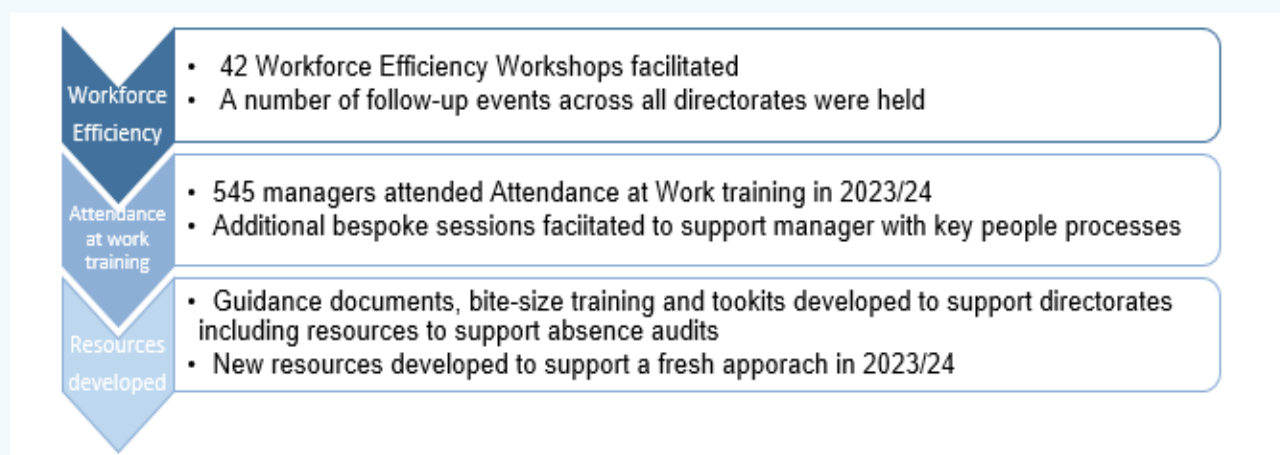 Workforce
Efficiency
• 42 Workforce Efficiency Workshops facilitated
• A number of follow-up events across all directorates were held
Attendance
at work
training
• 545 managers attended Attendance at Work training in 2023/24
• Additional bespoke sessions faciitated to support manager with key people processes
Resources
developed
• Guidance documents, bite-size training and tookits developed to support directorates
including resources to support absence audits
• New resources developed to support a fresh apporach in 2023/24